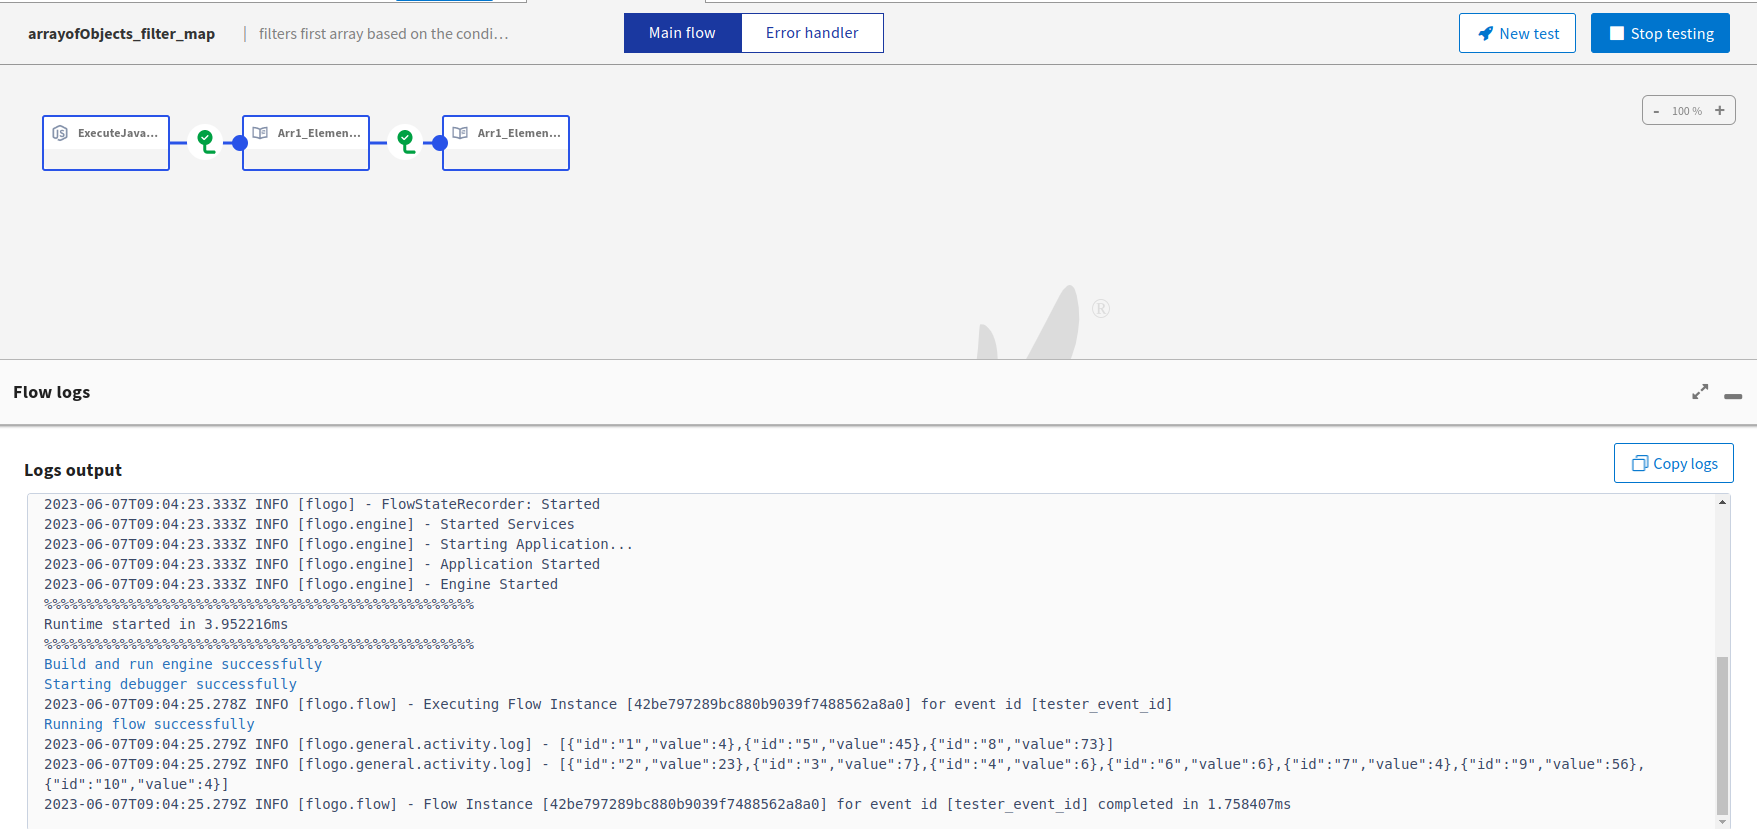 arrayofObjects_filter_map | filters first array based on the condi...
Main flow
Error handler
New test
Stop testing
- 100 % +
ExecuteJava...
Arr1_Elemen...
Arr1_Elemen...
®
Flow logs
Logs output
Copy logs
2023-06-07T09:04:23.333Z INFO [flogo] - FlowStateRecorder: Started
2023-06-07T09:04:23.333Z INFO [flogo.engine] - Started Services
2023-06-07T09:04:23.333Z INFO [flogo.engine] - Starting Application...
2023-06-07T09:04:23.333Z INFO [flogo.engine] - Application Started
2023-06-07T09:04:23.333Z INFO [flogo.engine] - Engine Started
%%%%%%%%%%%%%%%%%%%%%%%%%%%%%%%%%%%%%%%%%%%%%%%%%%%
Runtime started in 3.952216ms
%%%%%%%%%%%%%%%%%%%%%%%%%%%%%%%%%%%%%%%%%%%%%%%%%%%
Build and run engine successfully
Starting debugger successfully
2023-06-07T09:04:25.278Z INFO [flogo.flow] - Executing Flow Instance [42be797289bc880b9039f7488562a8a0] for event id [tester_event_id]
Running flow successfully
2023-06-07T09:04:25.279Z INFO [flogo.general.activity.log] - [{"id":"1","value":4},{"id":"5","value":45},{"id":"8","value":73}]
2023-06-07T09:04:25.279Z INFO [flogo.general.activity.log] - [{"id":"2","value":23},{"id":"3","value":7},{"id":"4","value":6},{"id":"6","value":6},{"id":"7","value":4},{"id":"9","value":56},
{"id":"10","value":4}]
2023-06-07T09:04:25.279Z INFO [flogo.flow] - Flow Instance [42be797289bc880b9039f7488562a8a0] for event id [tester_event_id] completed in 1.758407ms